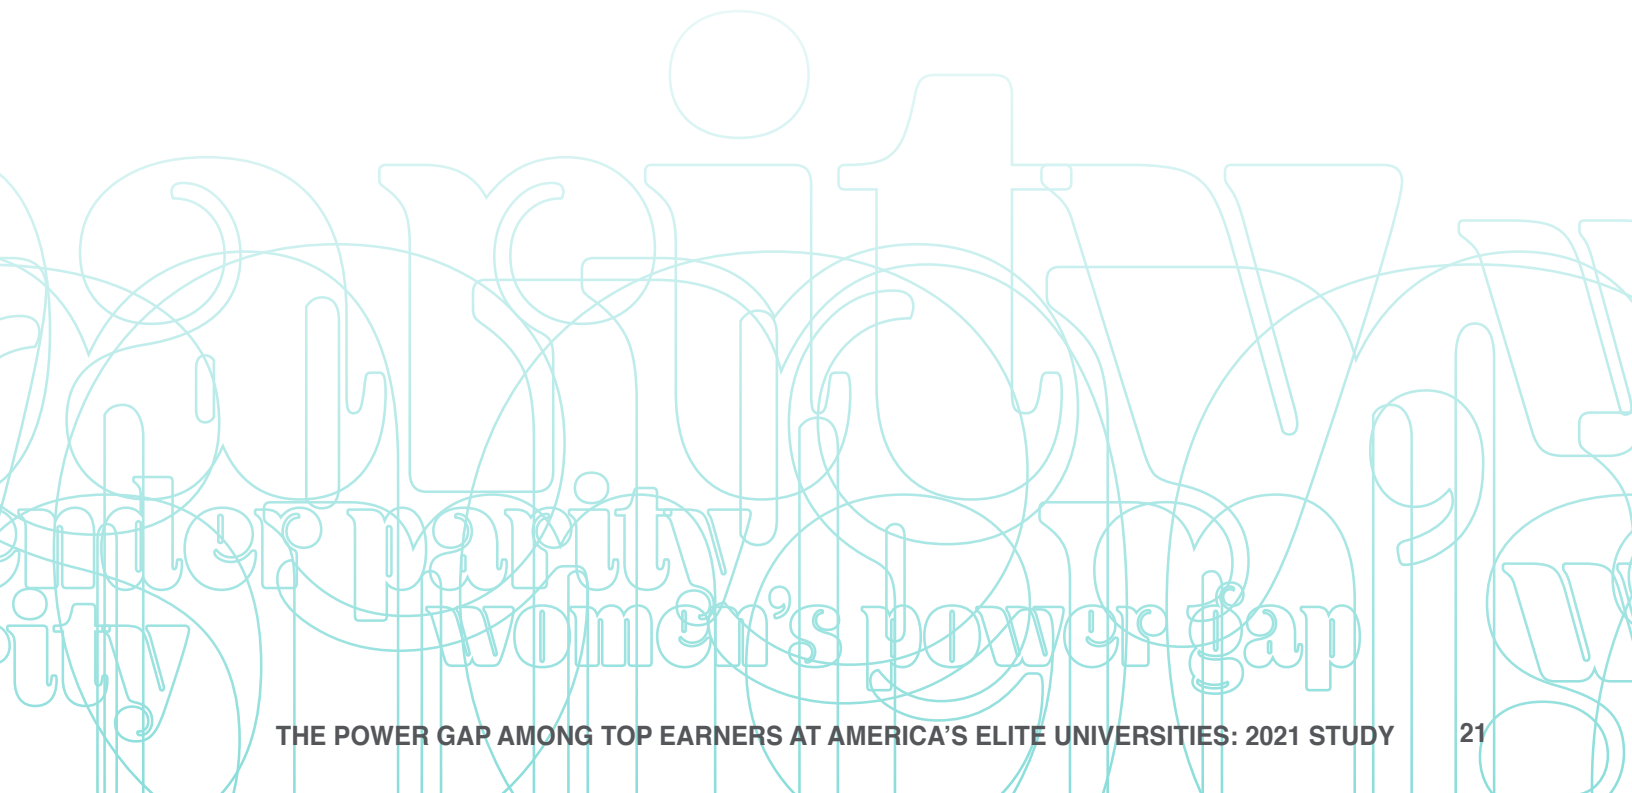 parity
ender parity
women's power gap
ity
THE POWER GAP AMONG TOP EARNERS AT AMERICA'S ELITE UNIVERSITIES: 2021 STUDY 21